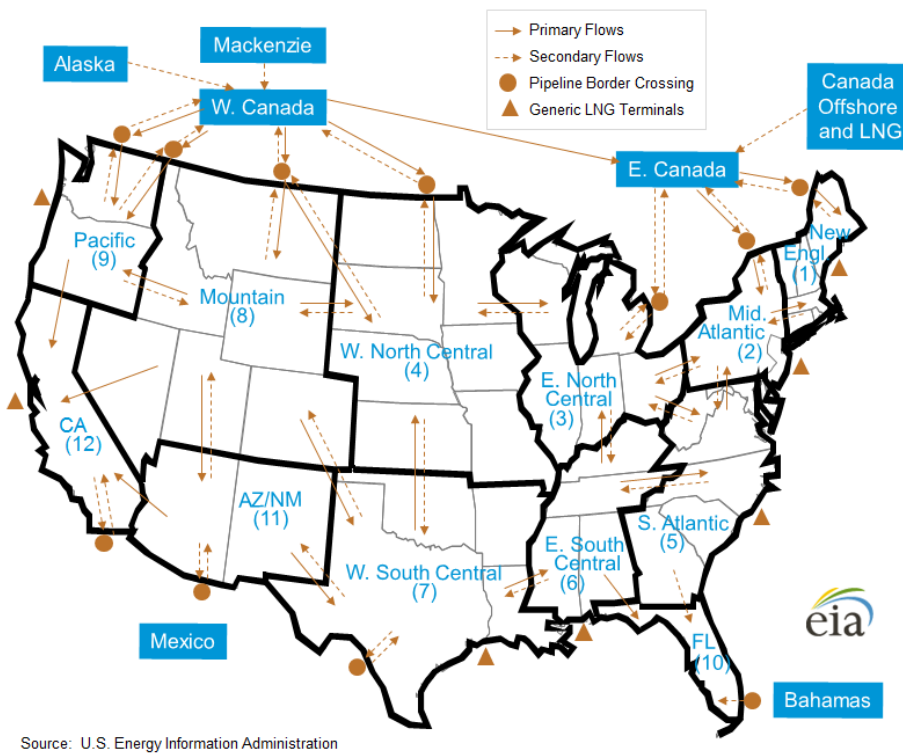 Mackenzie
Alaska
W. Canada
Primary Flows
Secondary Flows
Pipeline Border Crossing
Generic LNG Terminals
Canada
Offshore
and LNG
E. Canada
Pacific
(9)
Mountain
(8)
W. North Central
(4)
E. North
Central
(3)
Mid.
Atlantic
(2)
New
Engl.
(1)
CA
(12)
AZ/NM
(11)
W. South Central
(7)
E. South
Central
(6)
S. Atlantic
(5)
FL
(10)
Mexico
Bahamas
eia
Source: U.S. Energy Information Administration